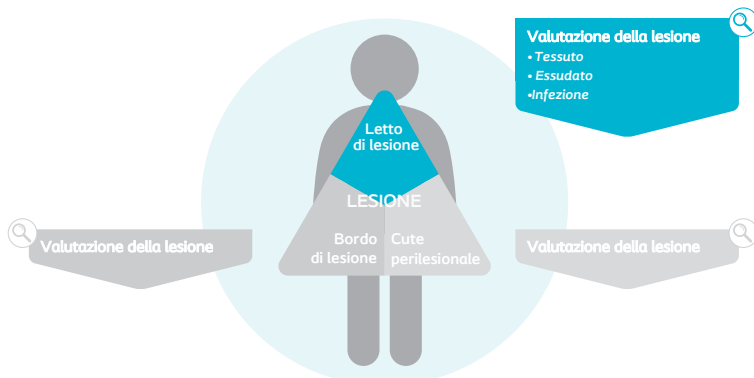 Valutazione della lesione
• Tessuto
• Essudato
•Infezione
Letto
di lesione
LESIONE
Bordo
di lesione
Cute
perilesionale
Valutazione della lesione
Valutazione della lesione